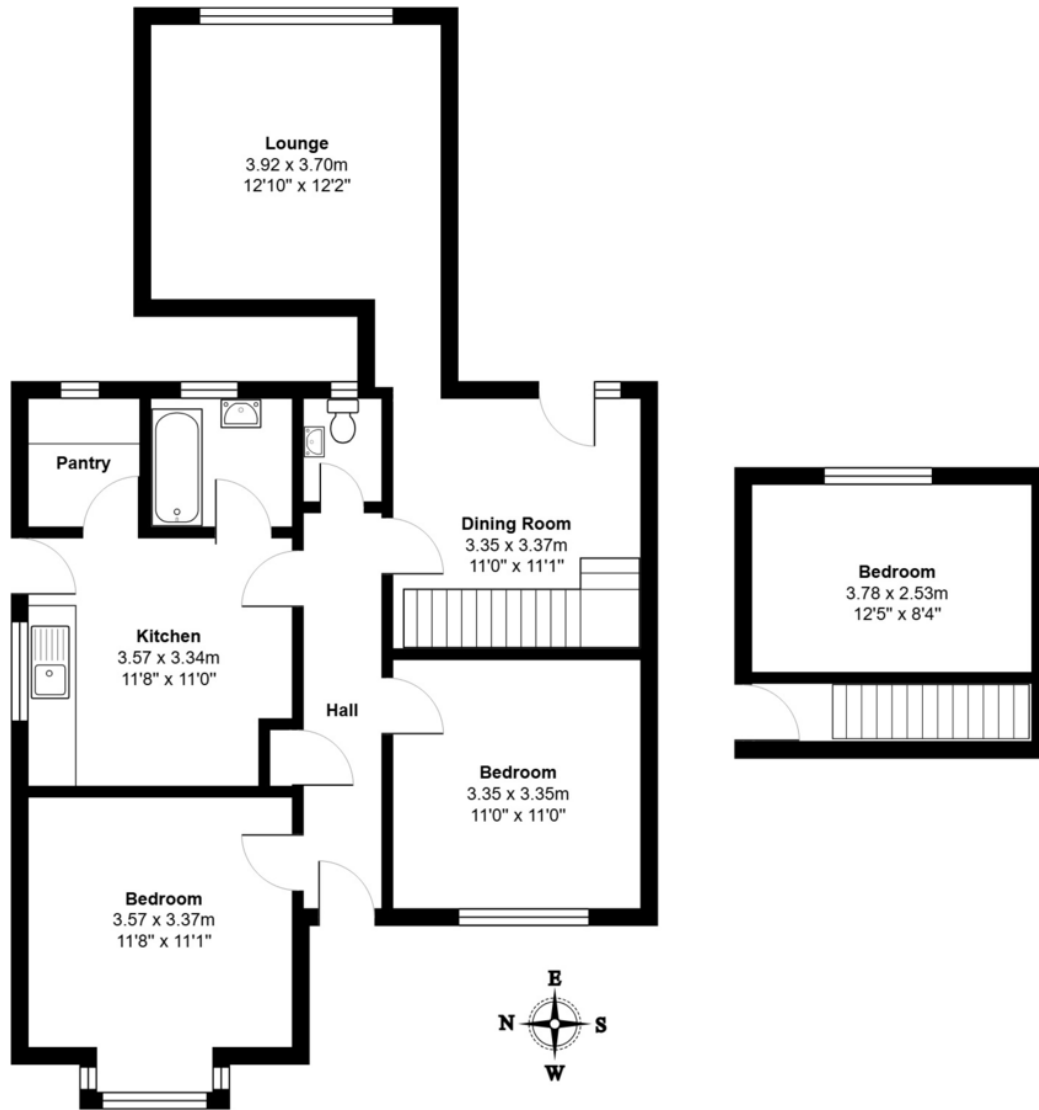 Lounge
3.92 x 3.70m
12'10" x 12'2"
Pantry
Dining Room
3.35 x 3.37m
11'0" x 11'1"
Bedroom
3.78 x 2.53m
12'5" x 8'4"
Kitchen
3.57 x 3.34m
11'8" x 11'0"
Hall
Bedroom
3.35 x 3.35m
11'0" x 11'0"
Bedroom
3.57 x 3.37m
11'8" x 11'1"
E
N S
W